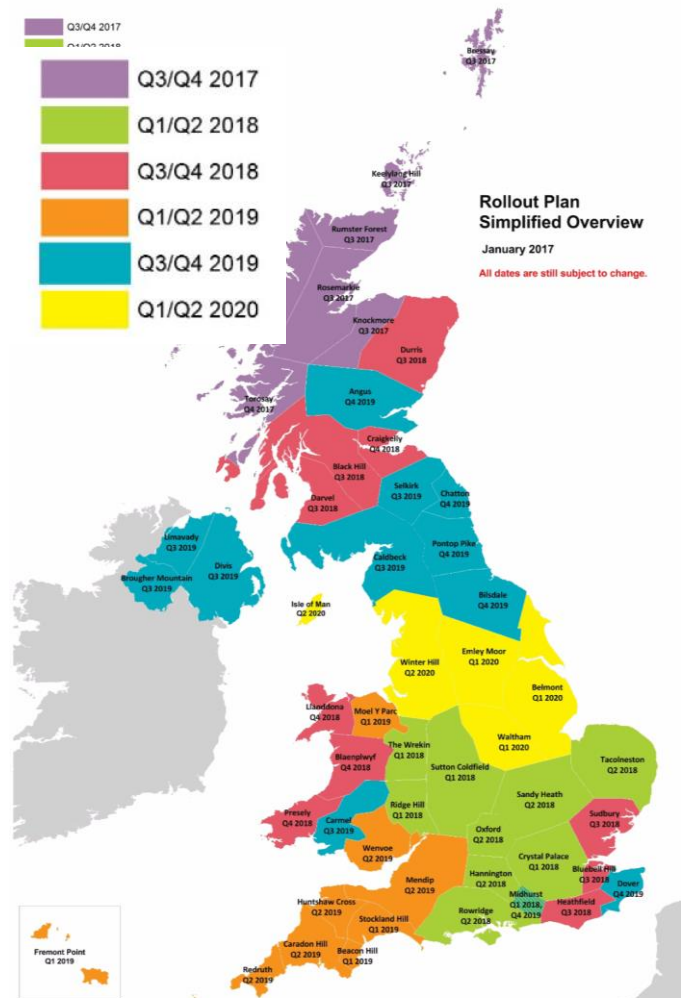 Q3/Q4 2017
Q1/Q2 2018
Q3/Q4 2017
Q1/Q2 2018
Q3/Q4 2018
Q1/Q2 2019
Q3/Q4 2019
Q1/Q2 2020
Rollout Plan
Simplified Overview
January 2017
All dates are still subject to change.
Bressay
Q3 2017
Keelylang Hill
Q3 2017
Rumster Forest
Q3 2017
Rosemarkie
Q3 2017
Knockmore
Q3 2017
Durris
Q3 2018
Torosay
Q4 2017
Angus
Q4 2019
Craigkelly
Q4 2018
Black Hill
Q3 2018
Darvel
Q3 2018
Selkirk
Q3 2019
Chatton
Q4 2019
Limavady
Q3 2019
Divis
Q3 2019
Brougher Mountain
Q3 2019
Caldbeck
Q3 2019
Pontop Pike
Q4 2019
Bilsdale
Q4 2019
Isle of Man
Q2 2020
Winter Hill
Q2 2020
Emley Moor
Q1 2020
Belmont
Q1 2020
Waltham
Q1 2020
Llanddona
Q4 2018
Moel Y Parc
Q1 2019
Blaenplwyf
Q4 2018
The Wrekin
Q1 2018
Sutton Coldfield
Q1 2018
Tacolneston
Q2 2018
Sandy Heath
Q2 2018
Presely
Q4 2018
Carmel
Q3 2019
Ridge Hill
Q1 2018
Sudbury
Q3 2018
Wenvoe
Q2 2019
Oxford
Q2 2018
Crystal Palace
Q1 2018
Mendip
Q2 2019
Hannington
Q2 2018
Bluebell Hill
Q3 2018
Dover
Q4 2019
Midhurst
Q1 2018,
Q4 2019
Heathfield
Q3 2018
Rowridge
Q2 2018
Huntshaw Cross
Q2 2019
Stockland Hill
Q1 2019
Caradon Hill
Q2 2019
Beacon Hill
Q1 2019
Redruth
Q2 2019
Fremont Point
Q1 2019